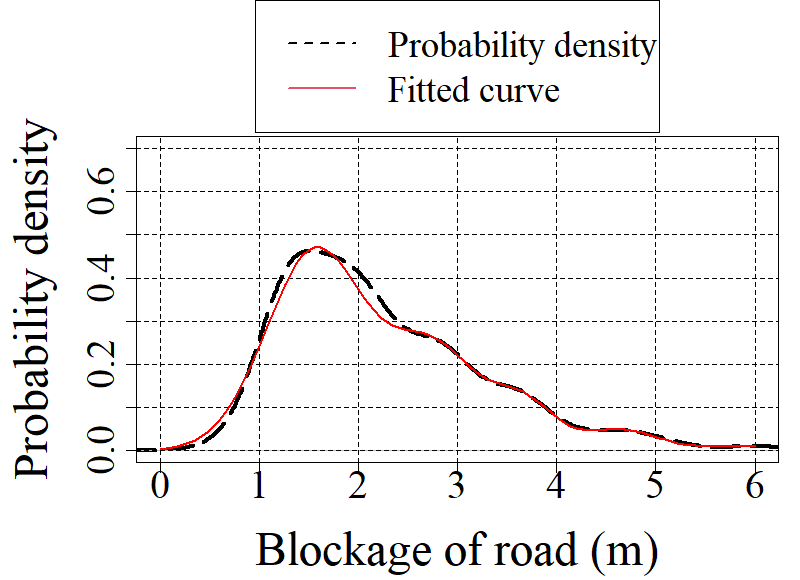 Probability density
Fitted curve
Probability density
0.0 0.2 0.4 0.6
0 1 2 3 4 5 6
Blockage of road (m)